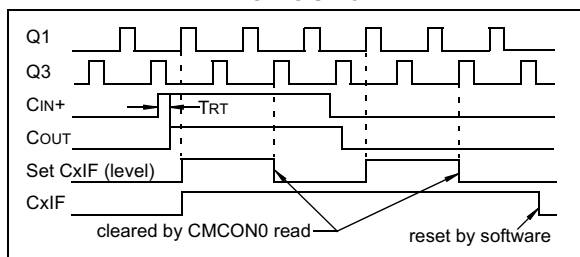 Q1
Q3
CIN+
TRT
COUT
Set CxIF (level)
CxIF
cleared by CMCON0 read
reset by software